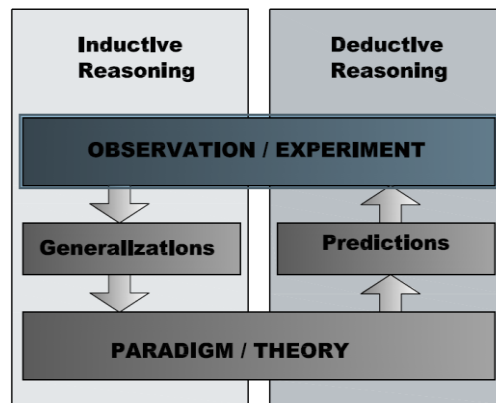 Inductive
Reasoning
Deductive
Reasoning
OBSERVATION / EXPERIMENT
Generalizations
Predictions
PARADIGM / THEORY